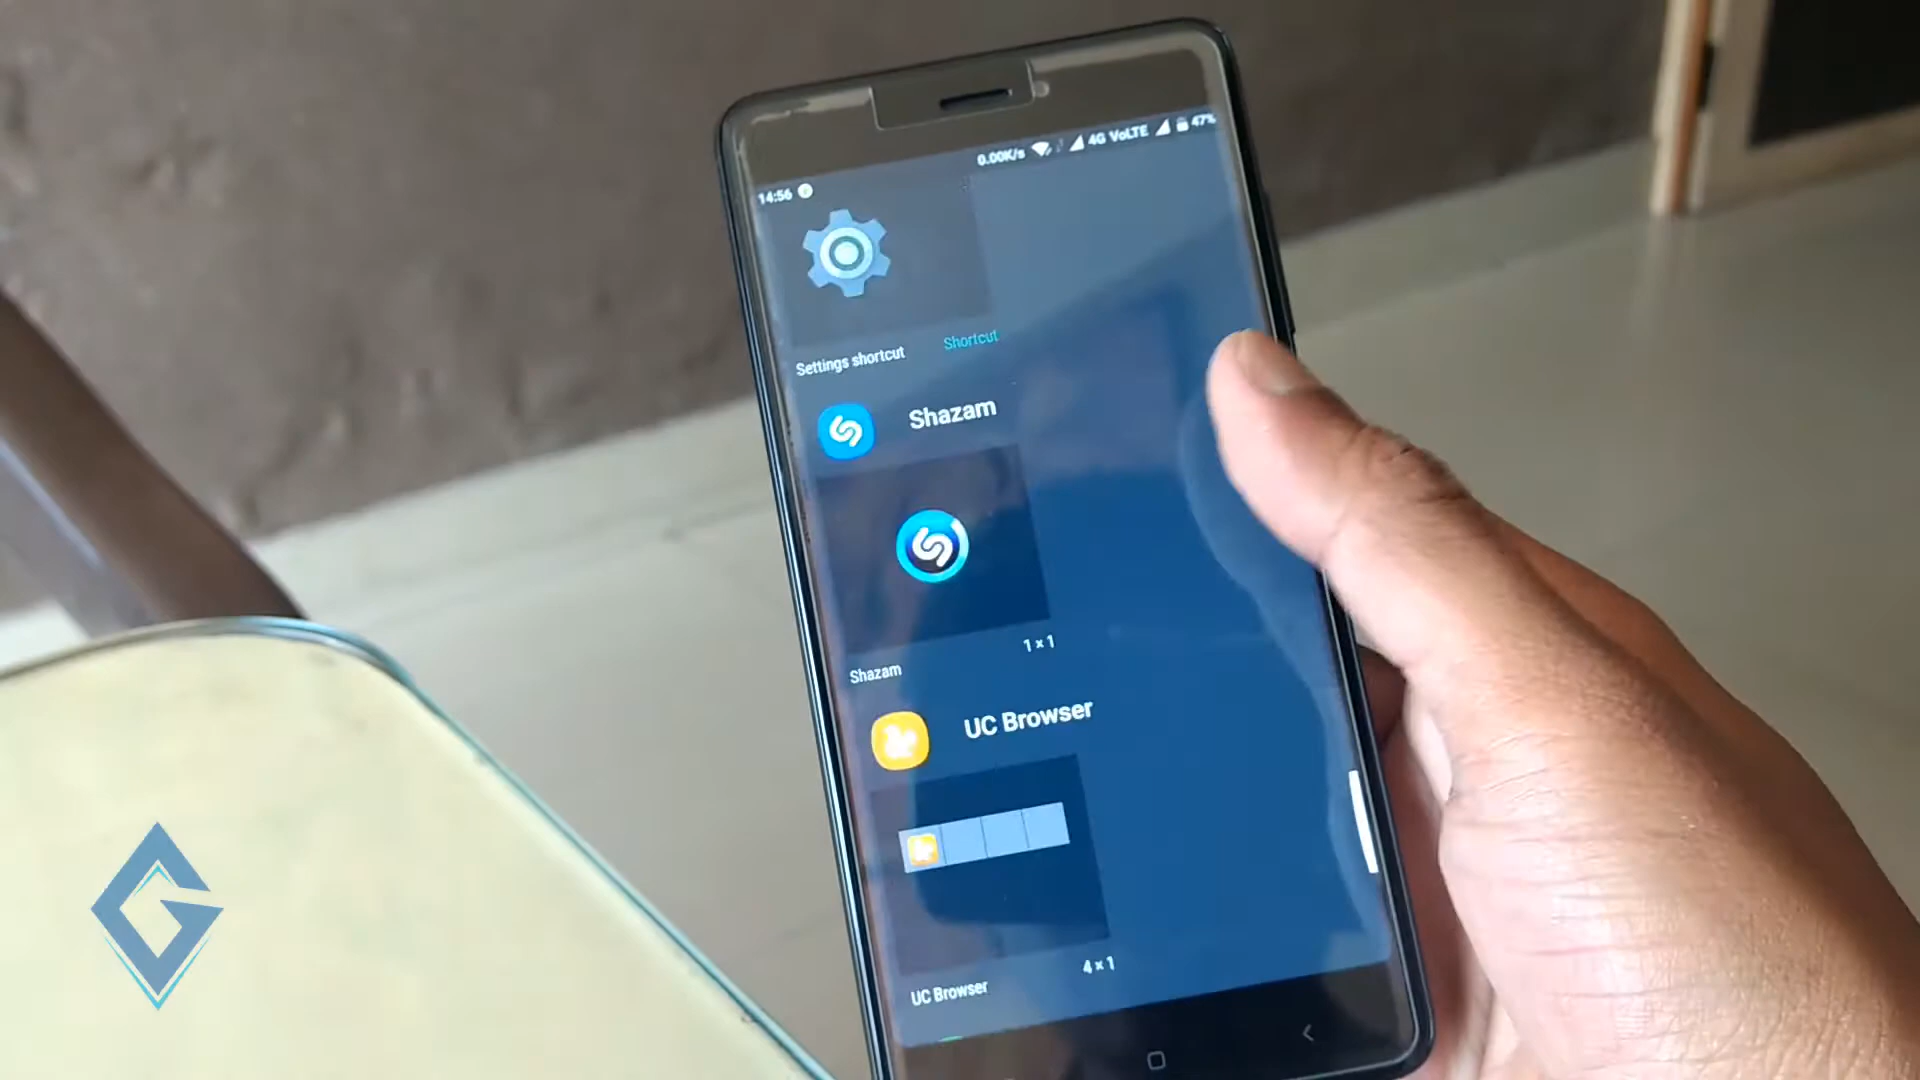 14:56 0.00K/s 4G VoLTE 47%
Settings shortcut Shortcut
Shazam
1 × 1
Shazam
UC Browser
4 × 1
UC Browser